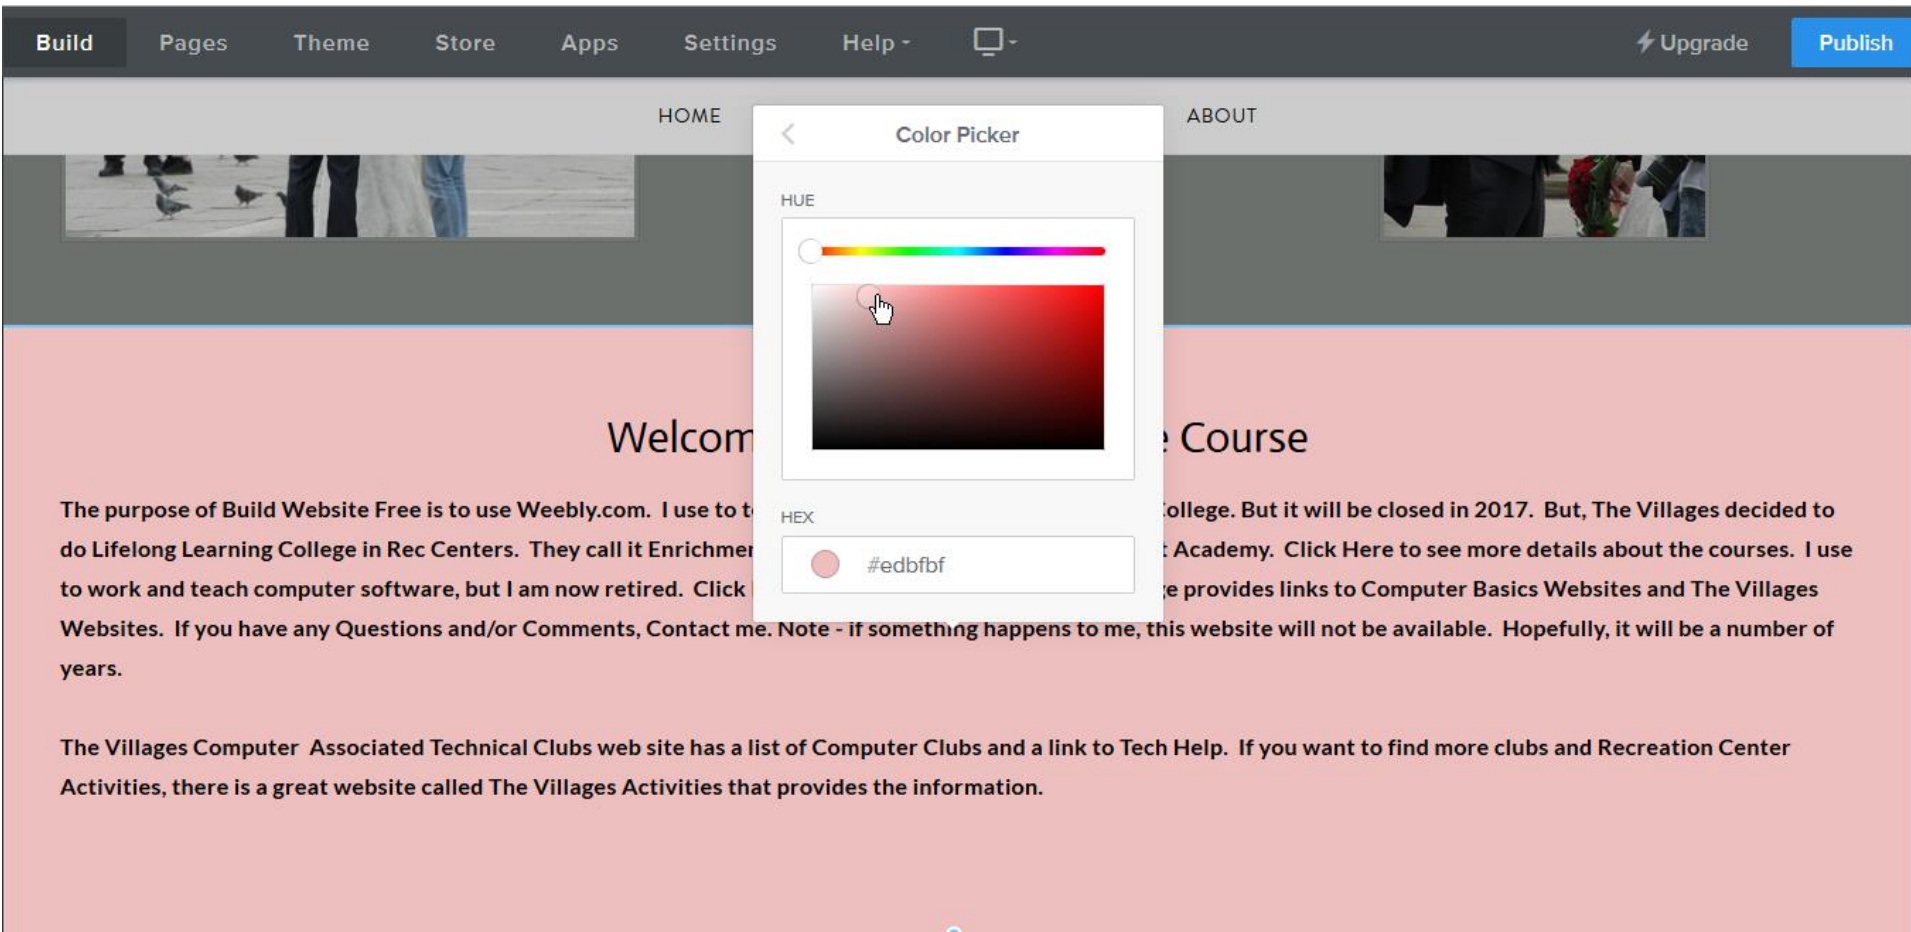 Build Pages Theme Store Apps Settings Help Upgrade Publish
HOME ABOUT
Color Picker
HUE
Welcom e Course
The purpose of Build Website Free is to use Weebly.com. I use to t ollege. But it will be closed in 2017. But, The Villages decided to
HEX
do Lifelong Learning College in Rec Centers. They call it Enrichmen t Academy. Click Here to see more details about the courses. I use
#edbfbf
to work and teach computer software, but I am now retired. Click e provides links to Computer Basics Websites and The Villages
Websites. If you have any Questions and/or Comments, Contact me. Note - if something happens to me, this website will not be available. Hopefully, it will be a number of
years.
The Villages Computer Associated Technical Clubs web site has a list of Computer Clubs and a link to Tech Help. If you want to find more clubs and Recreation Center
Activities, there is a great website called The Villages Activities that provides the information.